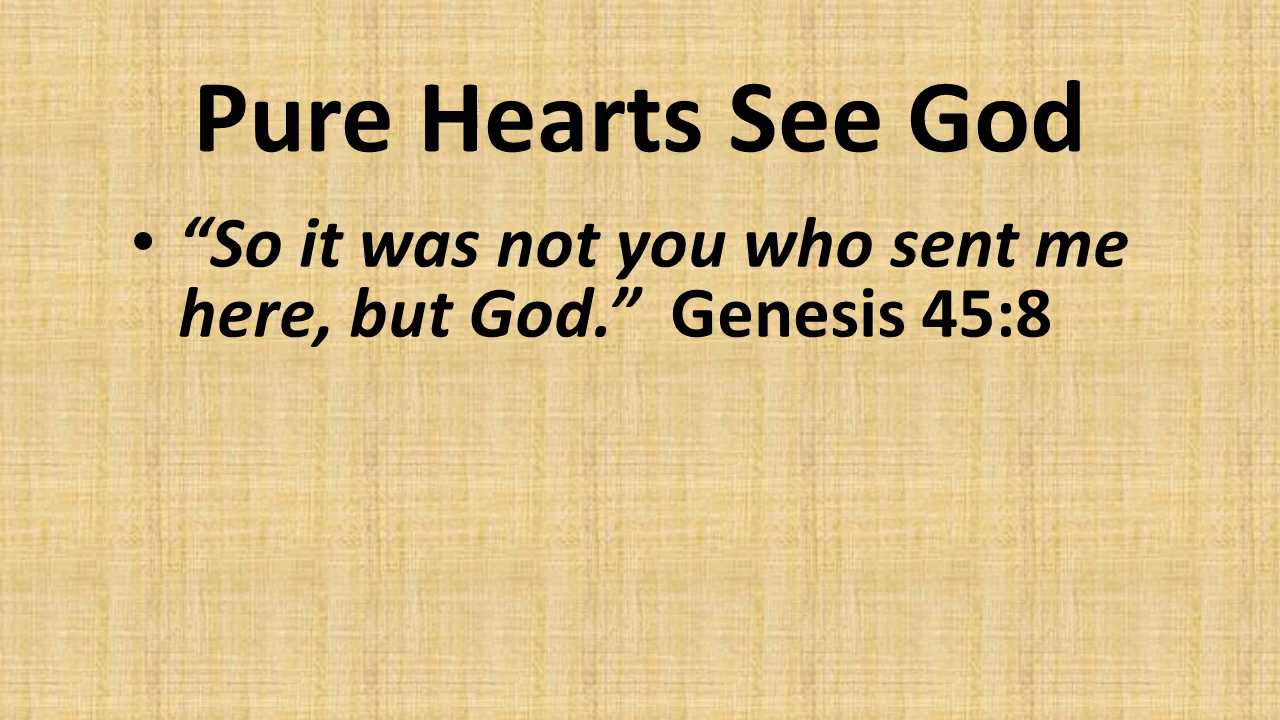 Pure Hearts See God
• “So it was not you who sent me
here, but God.”  Genesis 45:8